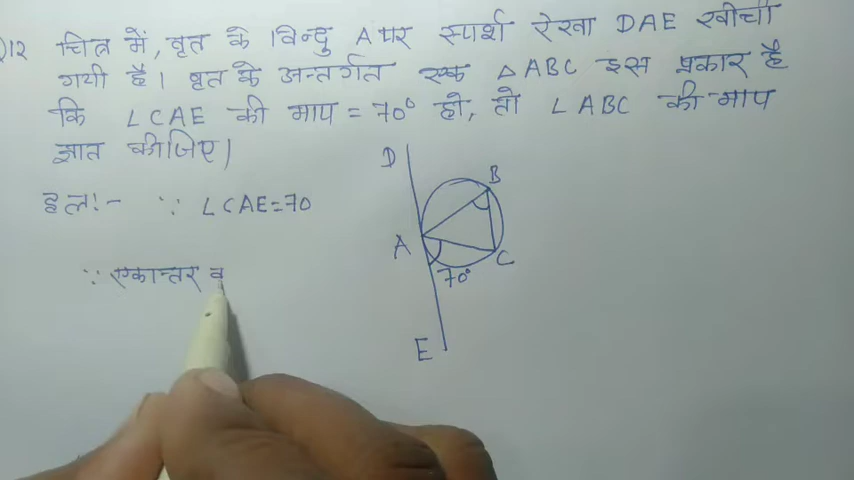 )12 चित्र में, वृत के विन्दु A पर स्पर्श रेखा DAE खीची
गयी है। वृत के अन्तर्गत एक △ABC इस प्रकार है
कि ∠CAE की माप = 70° हो, तो ∠ABC की माप
ज्ञात कीजिए।
हल:- ∵ ∠CAE=70
∵ एकान्तर व
D
B
A
C
70°
E